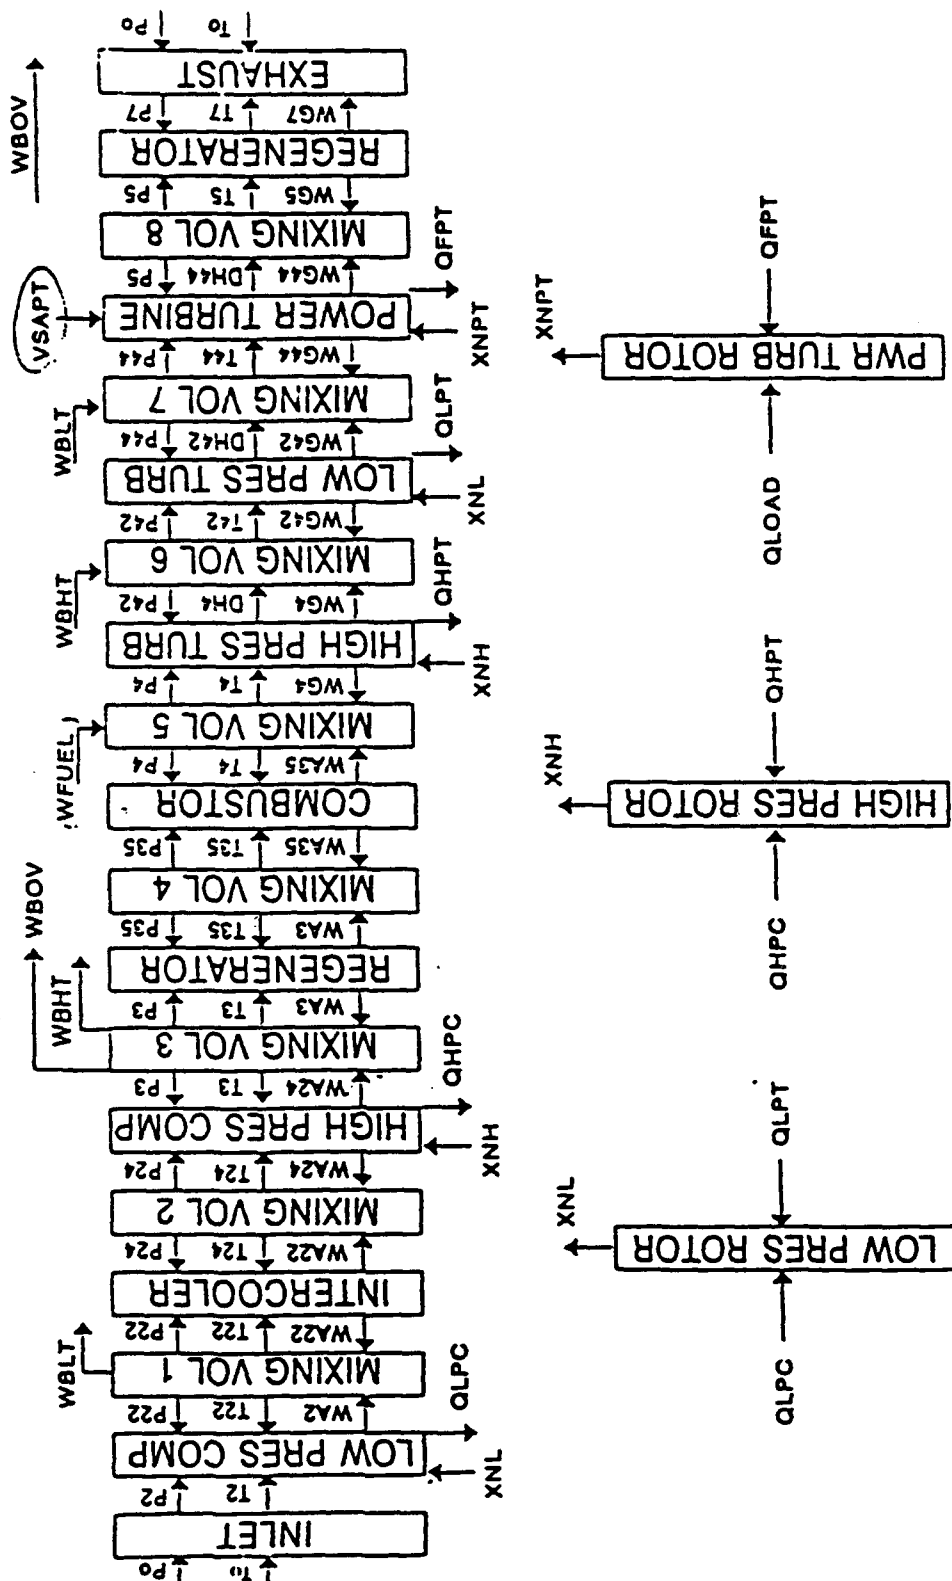 To Po
INLET
T2 P2
XNL
LOW PRES COMP
QLPC
WA2 T22 P22
MIXING VOL 1
WBLT
WA22 T22 P22
INTERCOOLER
WA22 T24 P24
MIXING VOL 2
WA24 T24 P24
XNH
HIGH PRES COMP
QHPC
WA24 T3 P3
MIXING VOL 3
WBHT
WBOV
WA3 T3 P3
REGENERATOR
WA3 T35 P35
MIXING VOL 4
WA35 T35 P35
COMBUSTOR
WA35 T4 P4
MIXING VOL 5
WFUEL
WG4 T4 P4
XNH
HIGH PRES TURB
QHPT
WG4 DH4 P42
MIXING VOL 6
WBHT
WG42 T42 P42
XNL
LOW PRES TURB
QLPT
WG42 DH42 P44
MIXING VOL 7
WBLT
WG44 T44 P44
XNPT
POWER TURBINE
VSAPT
QFPT
WG44 DH44 P5
MIXING VOL 8
WG5 T5 P5
REGENERATOR
WG7 T7 P7
EXHAUST
WBOV
To Po
QLPC
LOW PRES ROTOR
XNL
QLPT
QHPC
HIGH PRES ROTOR
XNH
QHPT
QLOAD
PWR TURB ROTOR
XNPT
QFPT